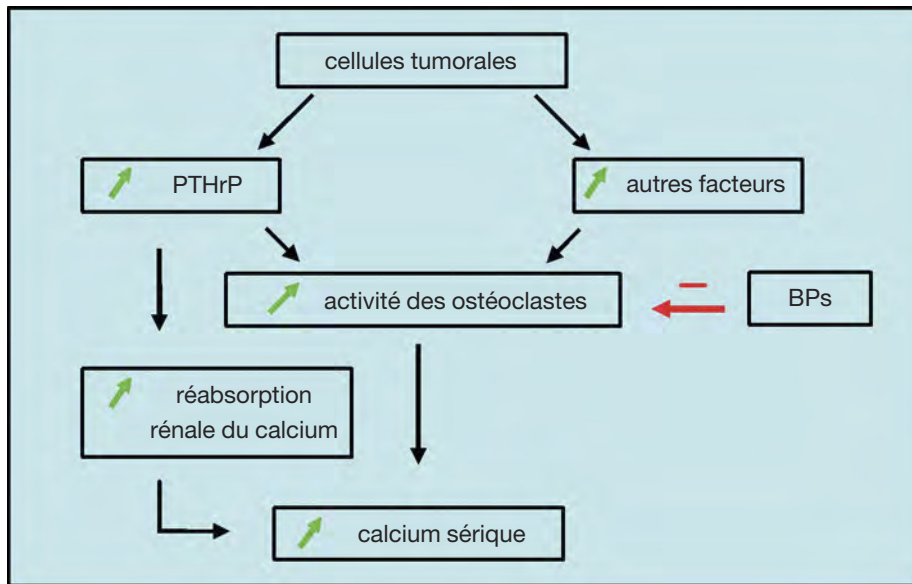 cellules tumorales
PTHrP
autres facteurs
activité des ostéoclastes
BPs
réabsorption
rénale du calcium
calcium sérique